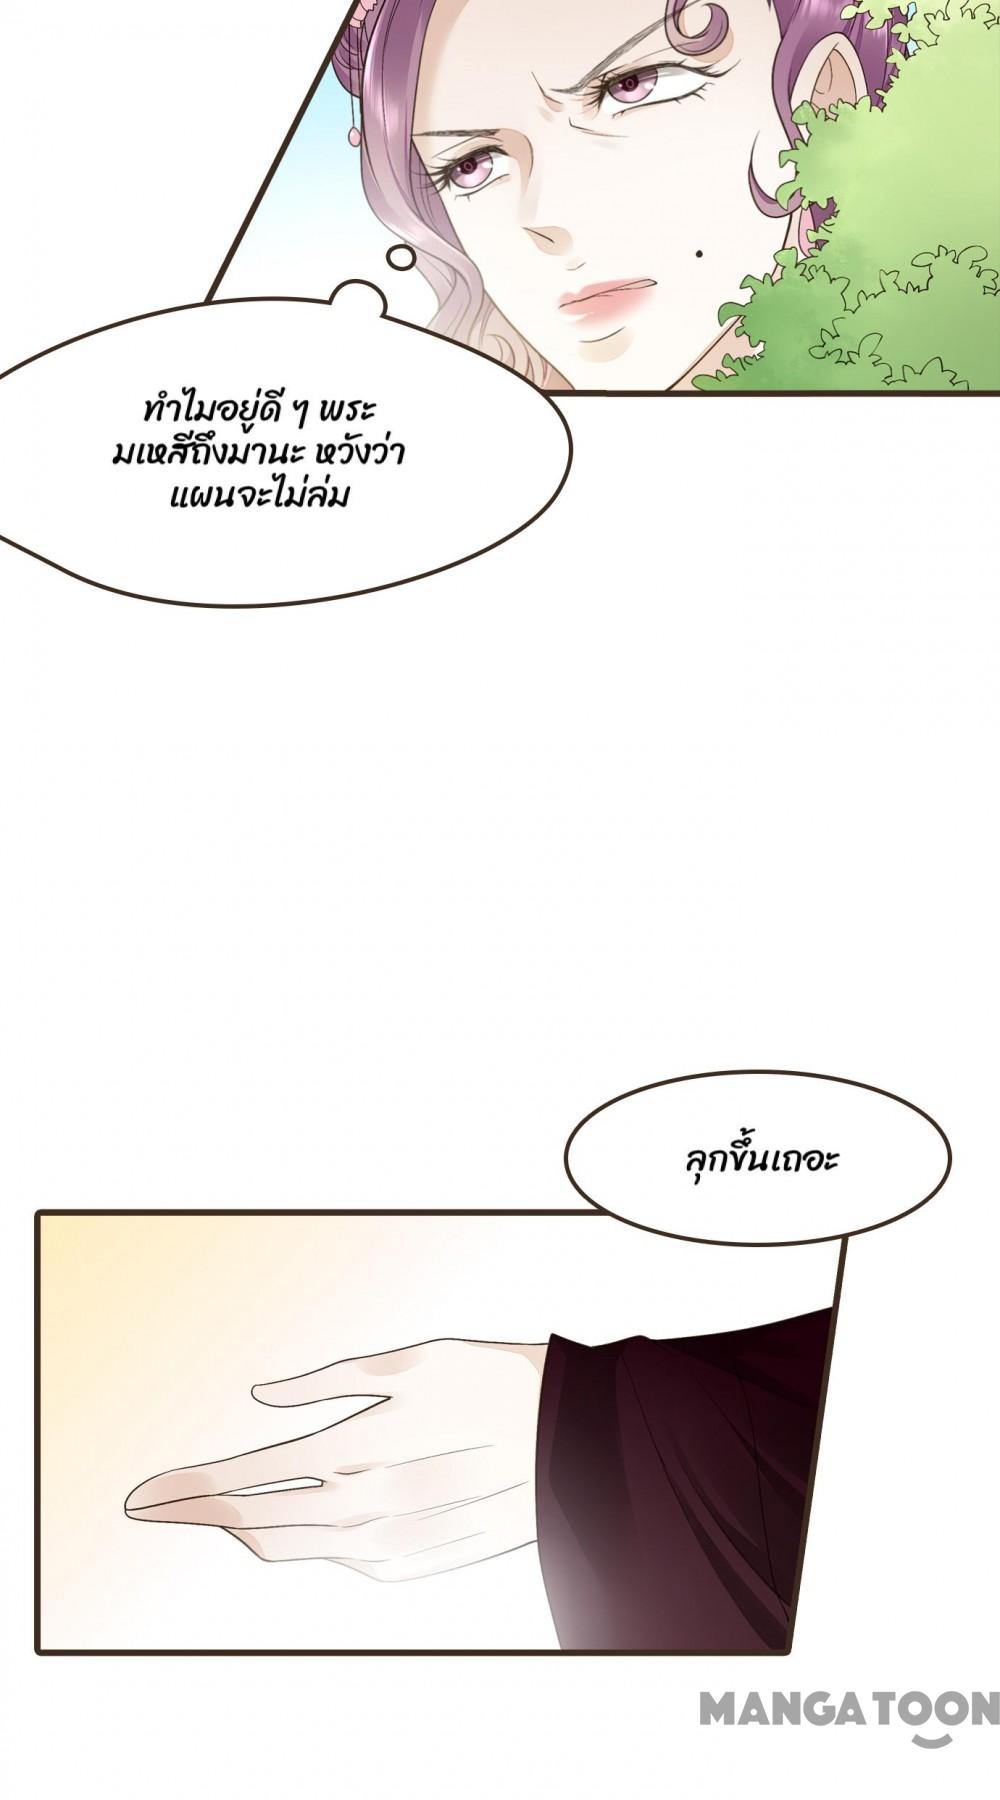 ทำไมอยู่ดี ๆ พระ
มเหสีถึงมานะ หวังว่า
แผนจะไม่ล่ม
ลุกขึ้นเถอะ
MANGATOON